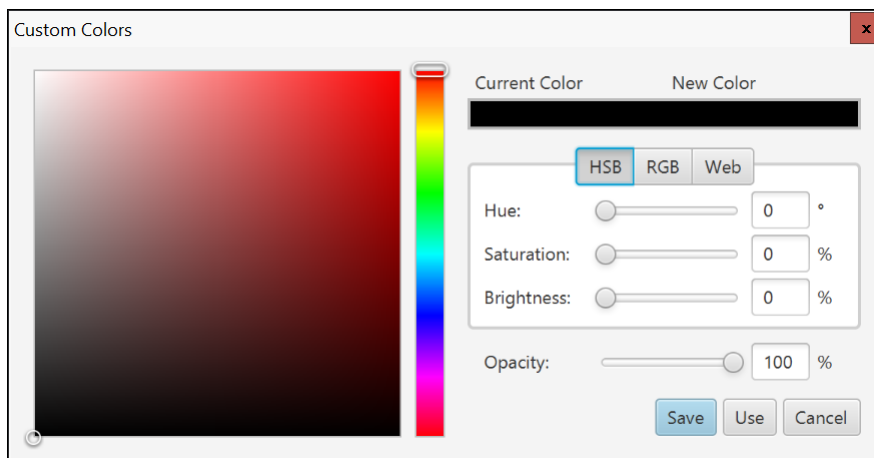 Custom Colors x
Current Color New Color
HSB RGB Web
Hue: 0 °
Saturation: 0 %
Brightness: 0 %
Opacity: 100 %
Save Use Cancel